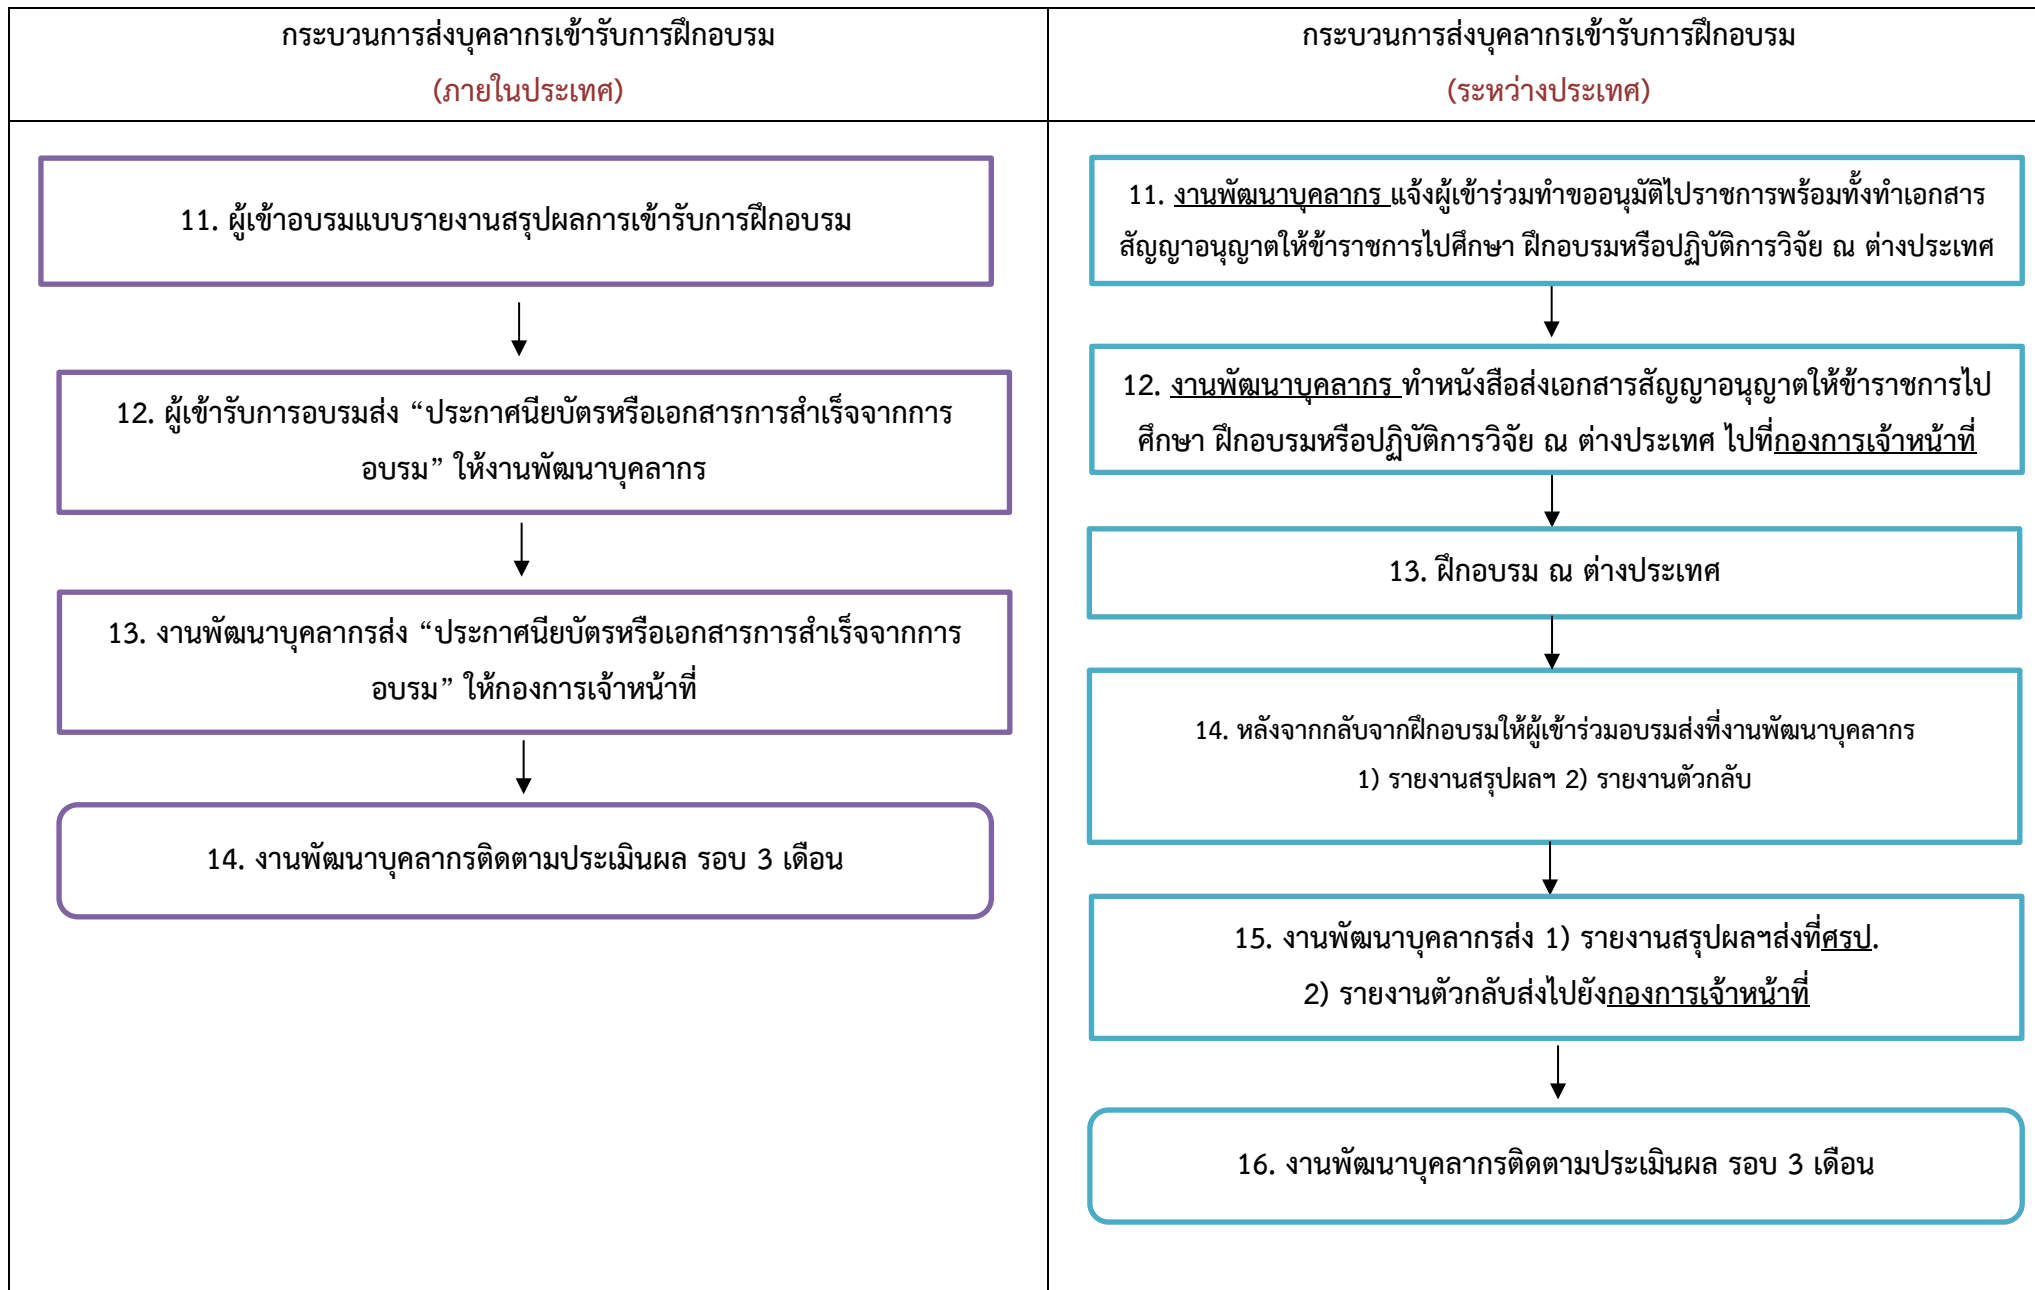 กระบวนการส่งบุคลากรเข้ารับการฝึกอบรม
(ภายในประเทศ)
11. ผู้เข้าอบรมแบบรายงานสรุปผลการเข้ารับการฝึกอบรม
12. ผู้เข้ารับการอบรมส่ง “ประกาศนียบัตรหรือเอกสารการสำเร็จจากการ
อบรม” ให้งานพัฒนาบุคลากร
13. งานพัฒนาบุคลากรส่ง “ประกาศนียบัตรหรือเอกสารการสำเร็จจากการ
อบรม” ให้กองการเจ้าหน้าที่
14. งานพัฒนาบุคลากรติดตามประเมินผล รอบ 3 เดือน
กระบวนการส่งบุคลากรเข้ารับการฝึกอบรม
(ระหว่างประเทศ)
11. งานพัฒนาบุคลากร แจ้งผู้เข้าร่วมทำขออนุมัติไปราชการพร้อมทั้งทำเอกสาร
สัญญาอนุญาตให้ข้าราชการไปศึกษา ฝึกอบรมหรือปฏิบัติการวิจัย ณ ต่างประเทศ
12. งานพัฒนาบุคลากร ทำหนังสือส่งเอกสารสัญญาอนุญาตให้ข้าราชการไป
ศึกษา ฝึกอบรมหรือปฏิบัติการวิจัย ณ ต่างประเทศ ไปที่กองการเจ้าหน้าที่
13. ฝึกอบรม ณ ต่างประเทศ
14. หลังจากกลับจากฝึกอบรมให้ผู้เข้าร่วมอบรมส่งที่งานพัฒนาบุคลากร
1) รายงานสรุปผลฯ 2) รายงานตัวกลับ
15. งานพัฒนาบุคลากรส่ง 1) รายงานสรุปผลฯส่งที่ศรป.
2) รายงานตัวกลับส่งไปยังกองการเจ้าหน้าที่
16. งานพัฒนาบุคลากรติดตามประเมินผล รอบ 3 เดือน